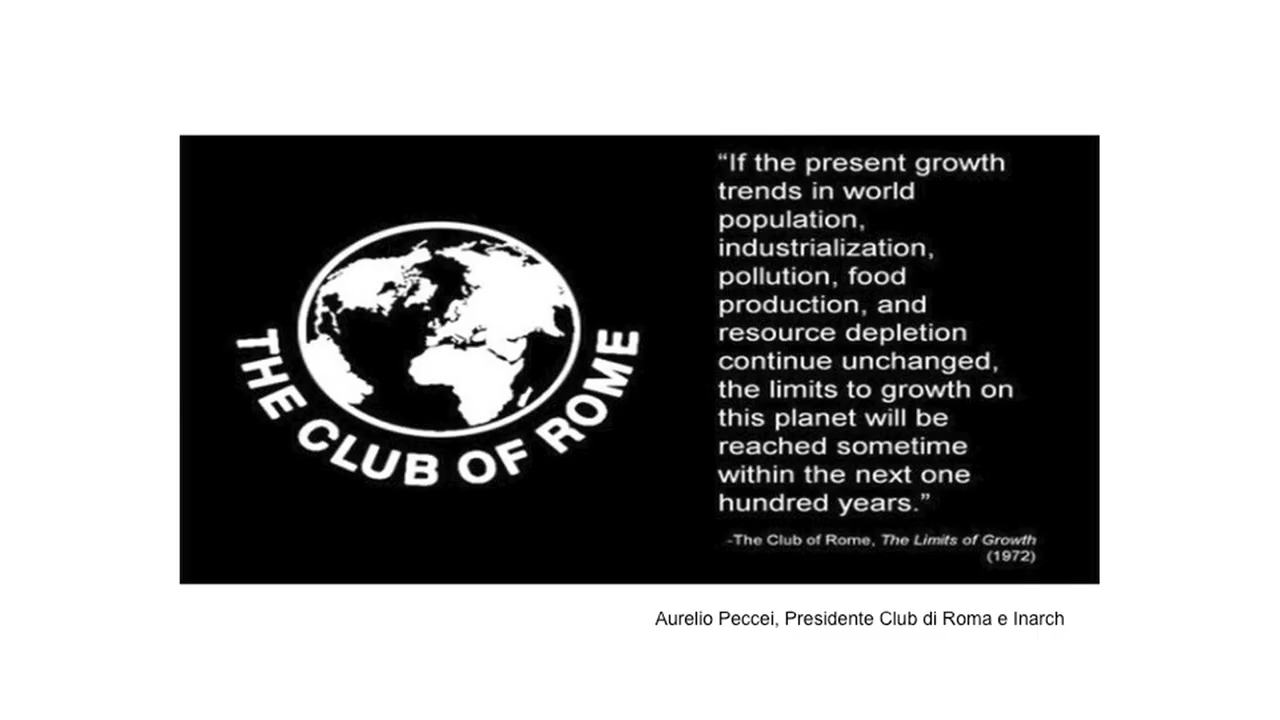 THE CLUB OF ROME
“If the present growth
trends in world
population,
industrialization,
pollution, food
production, and
resource depletion
continue unchanged,
the limits to growth on
this planet will be
reached sometime
within the next one
hundred years.”
-The Club of Rome, The Limits of Growth
(1972)
Aurelio Peccei, Presidente Club di Roma e Inarch